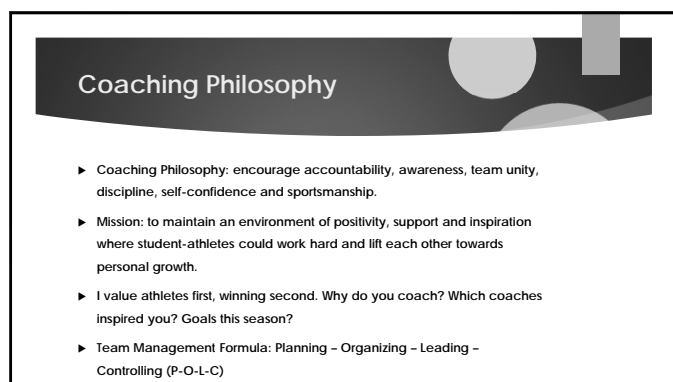 Coaching Philosophy
▶ Coaching Philosophy: encourage accountability, awareness, team unity,
discipline, self-confidence and sportsmanship.
▶ Mission: to maintain an environment of positivity, support and inspiration
where student-athletes could work hard and lift each other towards
personal growth.
▶ I value athletes first, winning second. Why do you coach? Which coaches
inspired you? Goals this season?
▶ Team Management Formula: Planning – Organizing – Leading –
Controlling (P-O-L-C)